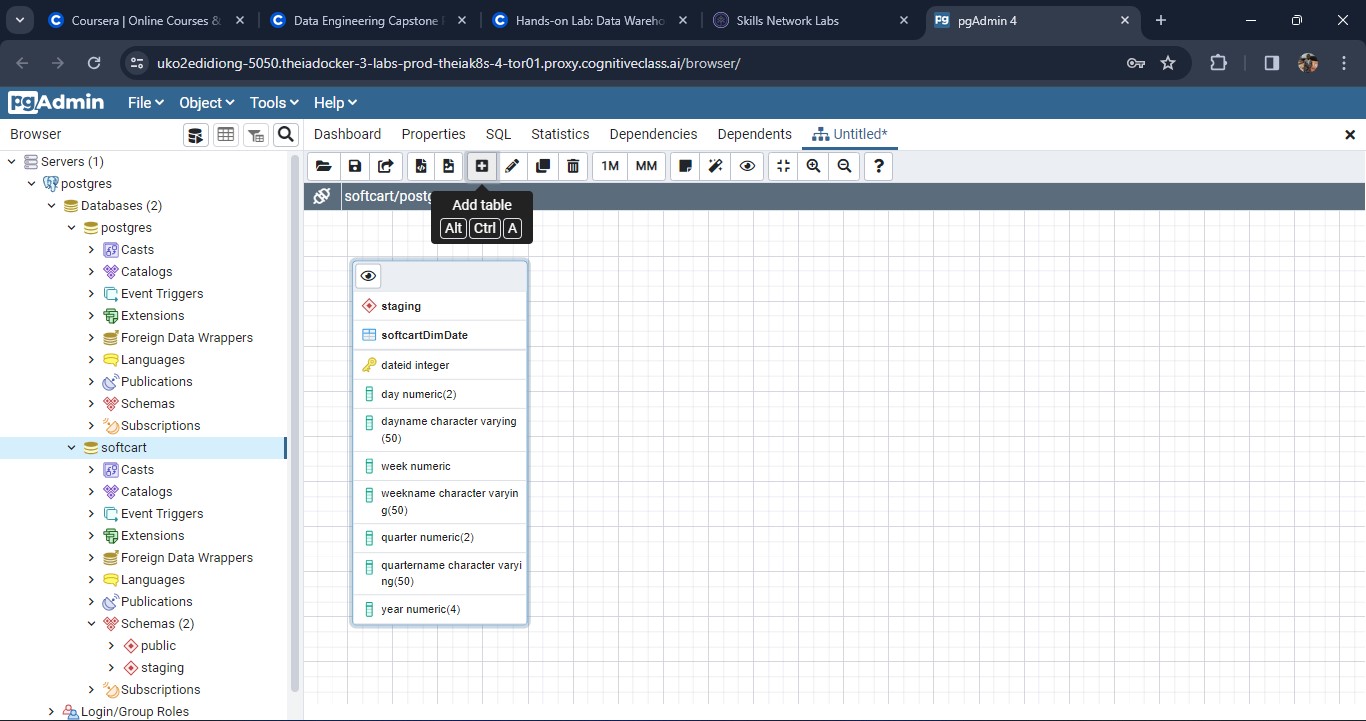 Coursera | Online Courses &
Data Engineering Capstone
Hands-on Lab: Data Wareho
Skills Network Labs
pgAdmin 4
uko2edidiong-5050.theiadocker-3-labs-prod-theiak8s-4-tor01.proxy.cognitiveclass.ai/browser/
pgAdmin
File
Object
Tools
Help
Browser
Dashboard
Properties
SQL
Statistics
Dependencies
Dependents
Untitled*
1M
MM
?
softcart/postg
Add table
Alt Ctrl A
Servers (1)
postgres
Databases (2)
postgres
Casts
Catalogs
Event Triggers
Extensions
Foreign Data Wrappers
Languages
Publications
Schemas
Subscriptions
softcart
Casts
Catalogs
Event Triggers
Extensions
Foreign Data Wrappers
Languages
Publications
Schemas (2)
public
staging
Subscriptions
Login/Group Roles
staging
softcartDimDate
dateid integer
day numeric(2)
dayname character varying
(50)
week numeric
weekname character varyin
g(50)
quarter numeric(2)
quartername character varyi
ng(50)
year numeric(4)